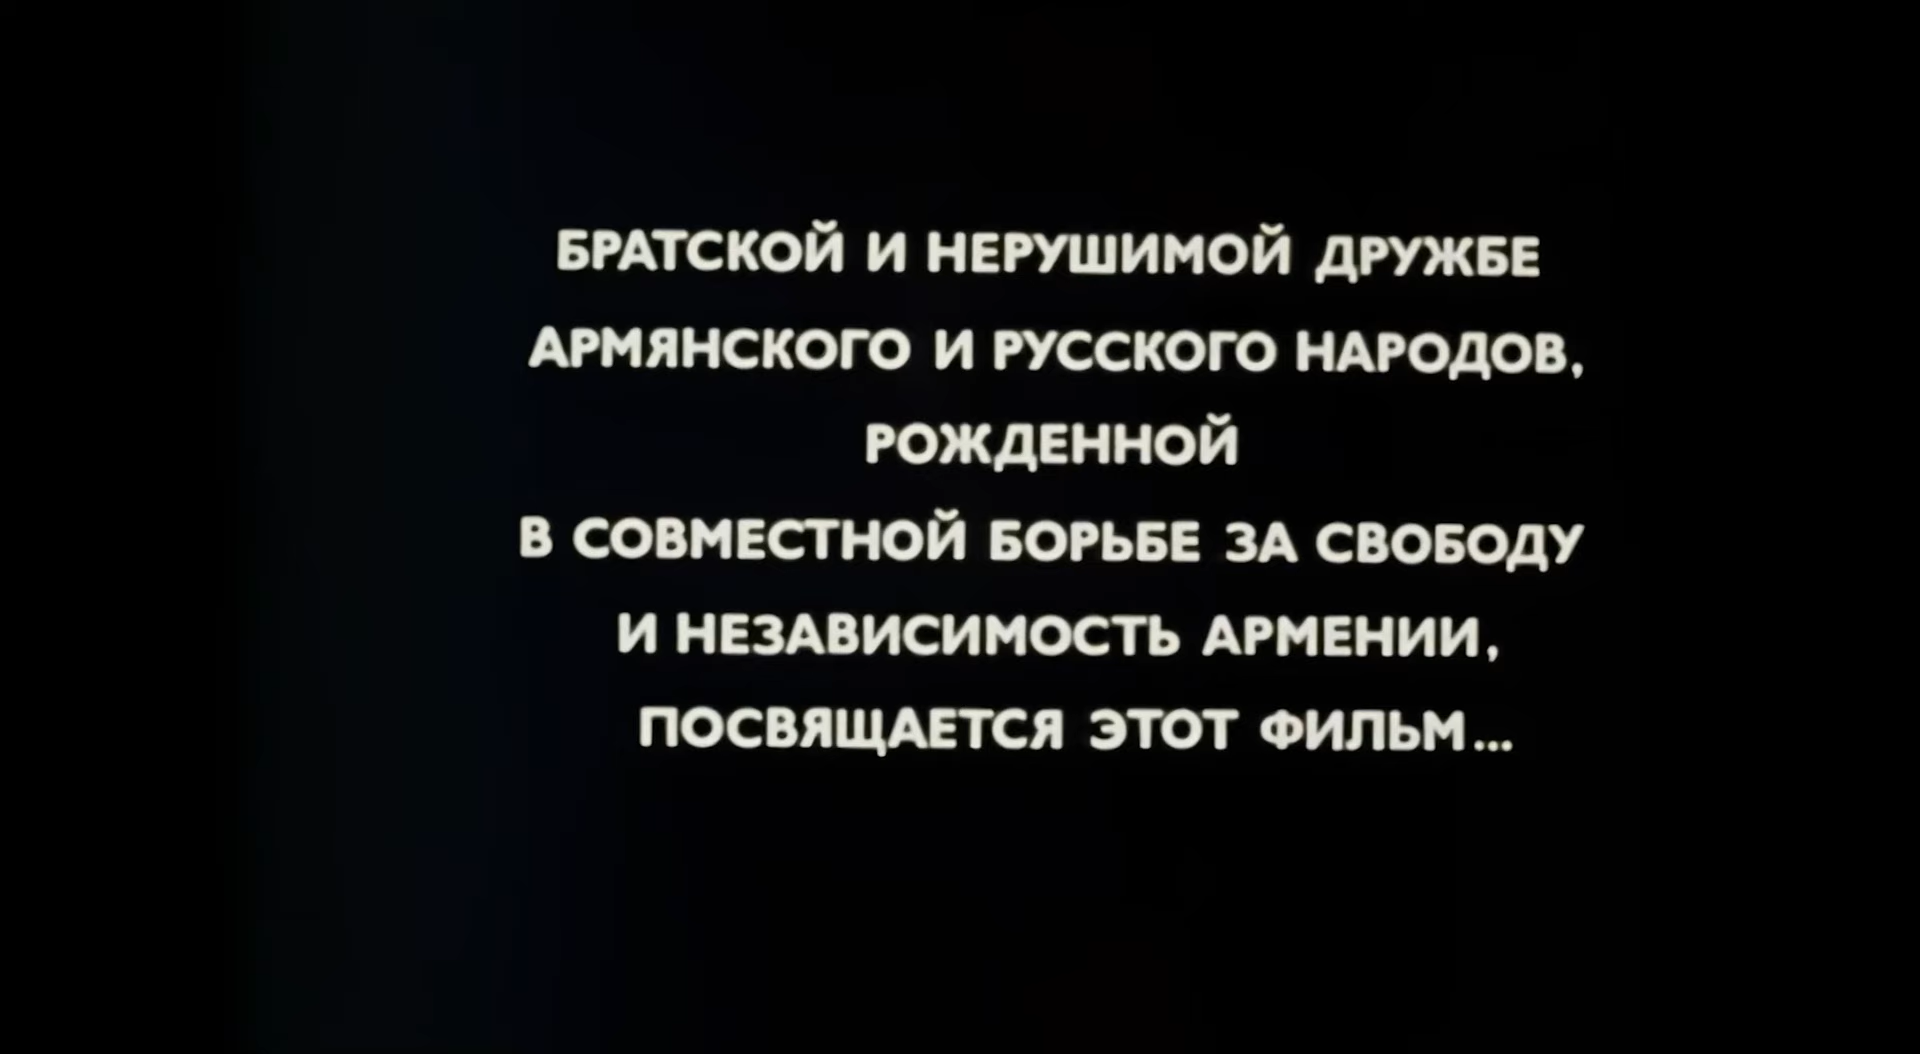 БРАТСКОЙ И НЕРУШИМОЙ ДРУЖБЕ
АРМЯНСКОГО И РУССКОГО НАРОДОВ,
РОЖДЕННОЙ
В СОВМЕСТНОЙ БОРЬБЕ ЗА СВОБОДУ
И НЕЗАВИСИМОСТЬ АРМЕНИИ,
ПОСВЯЩАЕТСЯ ЭТОТ ФИЛЬМ...